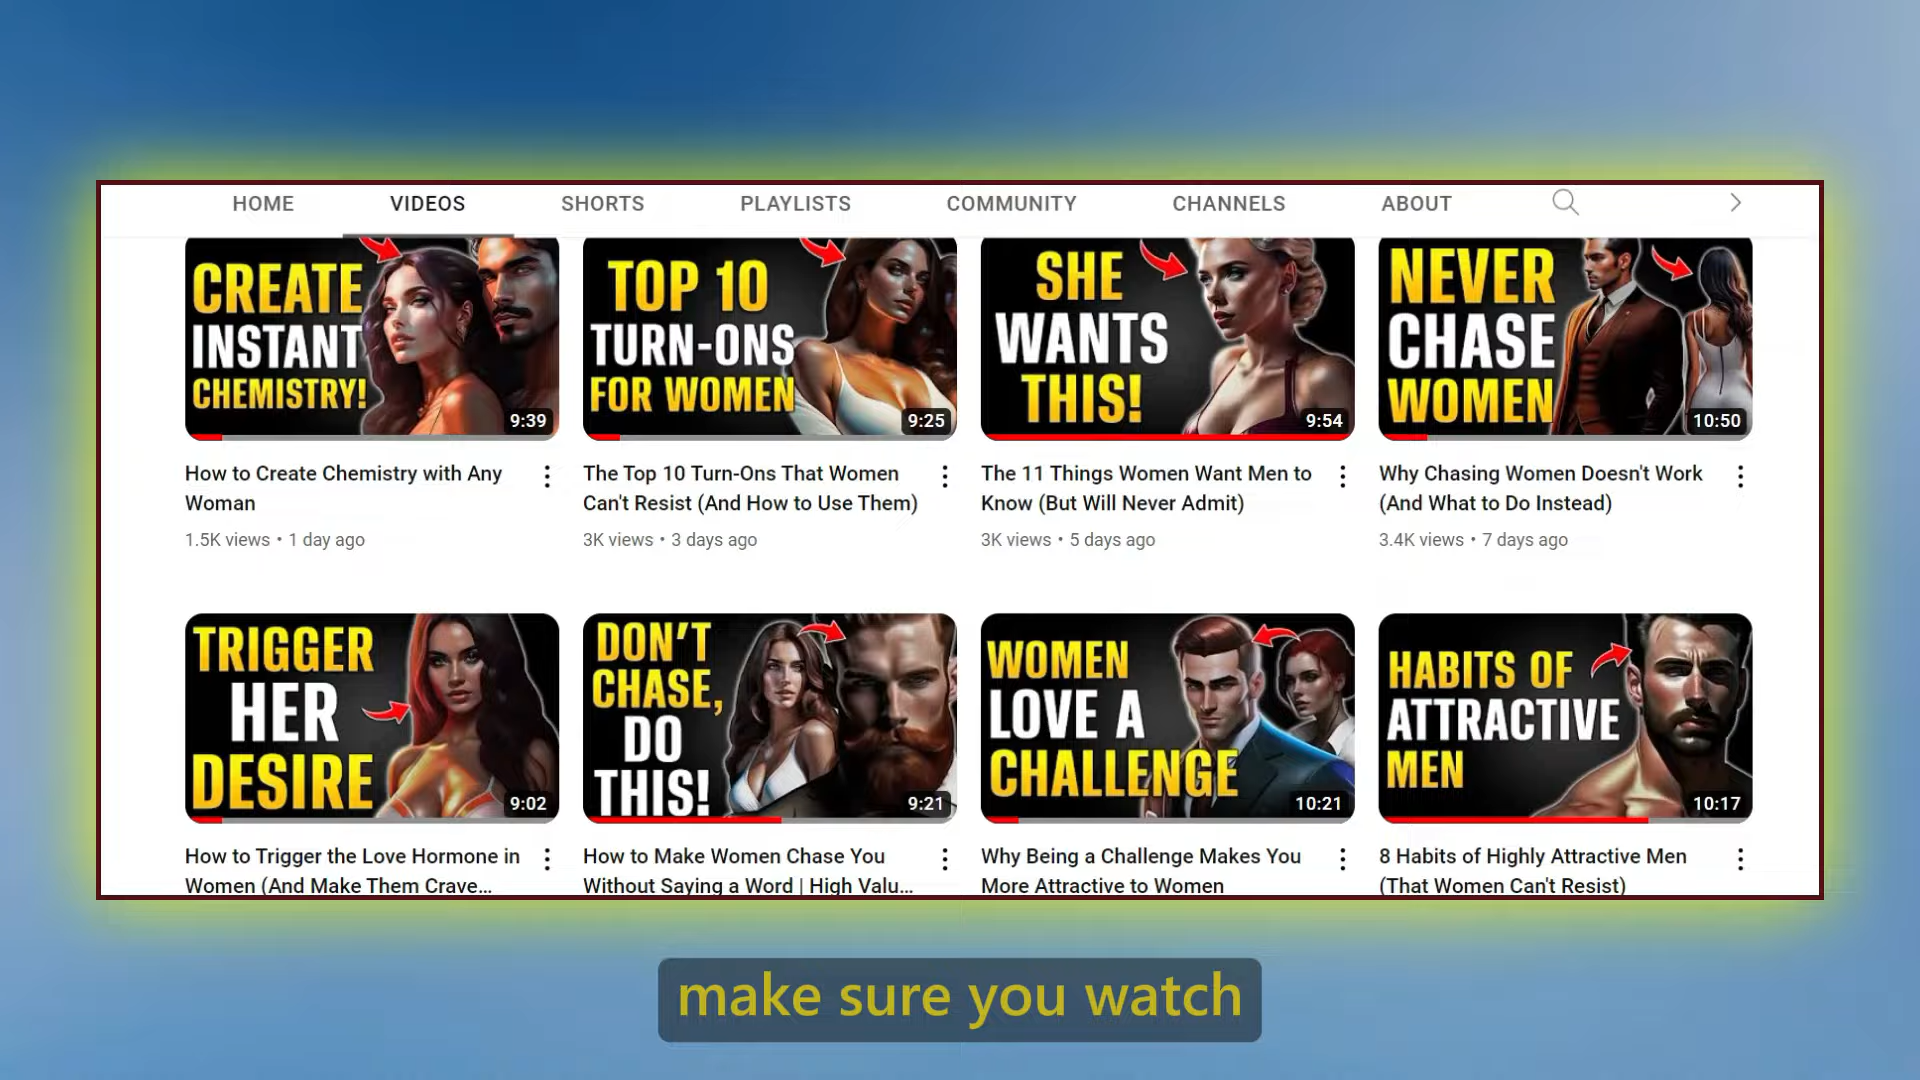 HOME VIDEOS SHORTS PLAYLISTS COMMUNITY CHANNELS ABOUT
CREATE
INSTANT
CHEMISTRY!
9:39
TOP 10
TURN-ONS
FOR WOMEN
9:25
SHE
WANTS
THIS!
9:54
NEVER
CHASE
WOMEN
10:50
How to Create Chemistry with Any
Woman
1.5K views • 1 day ago
The Top 10 Turn-Ons That Women
Can't Resist (And How to Use Them)
3K views • 3 days ago
The 11 Things Women Want Men to
Know (But Will Never Admit)
3K views • 5 days ago
Why Chasing Women Doesn't Work
(And What to Do Instead)
3.4K views • 7 days ago
TRIGGER
HER
DESIRE
9:02
DON'T
CHASE,
DO
THIS!
9:21
WOMEN
LOVE A
CHALLENGE
10:21
HABITS OF
ATTRACTIVE
MEN
10:17
How to Trigger the Love Hormone in
Women (And Make Them Crave...
How to Make Women Chase You
Without Saying a Word | High Valu...
Why Being a Challenge Makes You
More Attractive to Women
8 Habits of Highly Attractive Men
(That Women Can't Resist)
make sure you watch